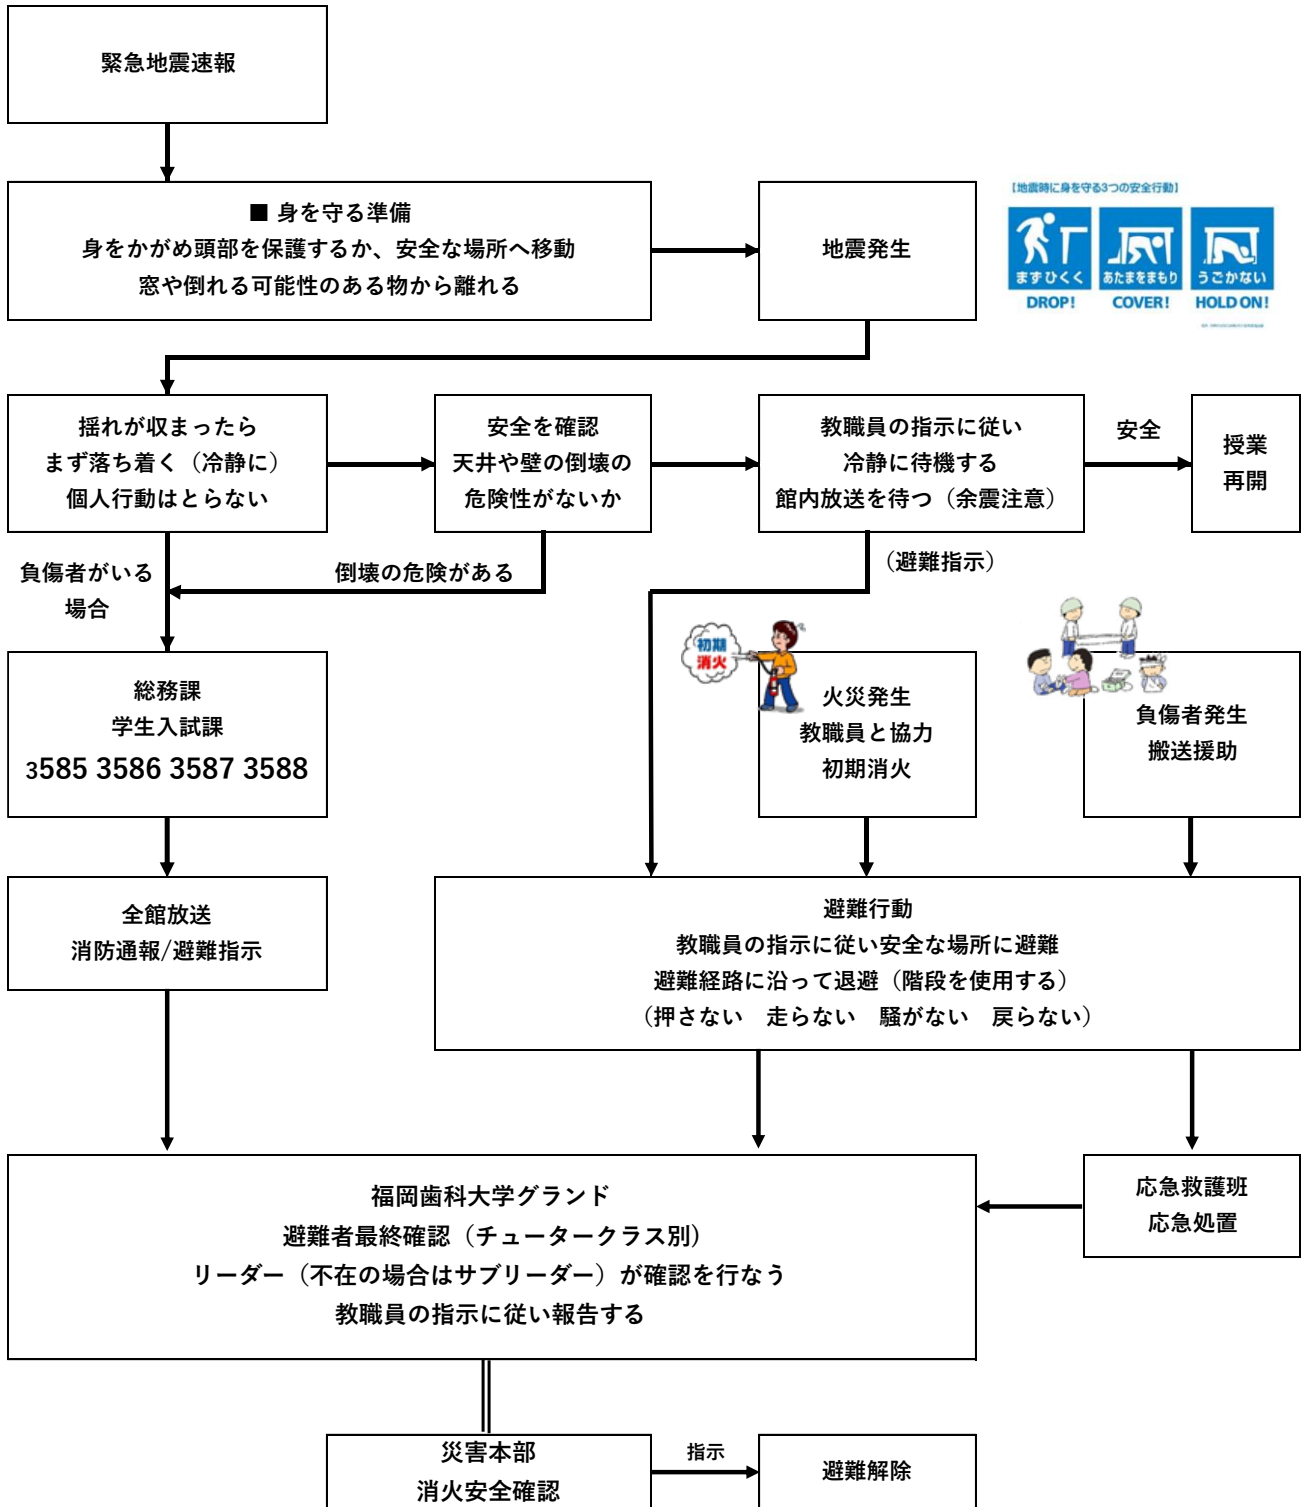 緊急地震速報
■ 身を守る準備
身をかがめ頭部を保護するか、安全な場所へ移動
窓や倒れる可能性のある物から離れる
地震発生
【地震時に身を守る3つの安全行動】
まずひくく
あたまをまもり
うごかない
DROP!
COVER!
HOLD ON!
揺れが収まったら
まず落ち着く（冷静に）
個人行動はとらない
安全を確認
天井や壁の倒壊の
危険性がないか
教職員の指示に従い
冷静に待機する
館内放送を待つ（余震注意）
安全
授業
再開
負傷者がいる
場合
倒壊の危険がある
（避難指示）
総務課
学生入試課
3585 3586 3587 3588
初期
消火
火災発生
教職員と協力
初期消火
負傷者発生
搬送援助
全館放送
消防通報/避難指示
避難行動
教職員の指示に従い安全な場所に避難
避難経路に沿って退避（階段を使用する）
（押さない　走らない　騒がない　戻らない）
福岡歯科大学グランド
避難者最終確認（チュータークラス別）
リーダー（不在の場合はサブリーダー）が確認を行なう
教職員の指示に従い報告する
応急救護班
応急処置
災害本部
消火安全確認
指示
避難解除